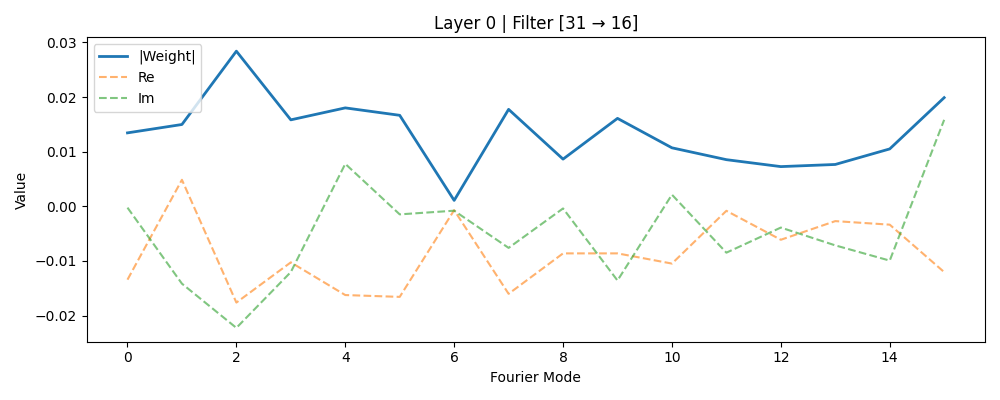 Layer 0 | Filter [31 → 16]
|Weight|
Re
Im
Value
0.03
0.02
0.01
0.00
−0.01
−0.02
0 2 4 6 8 10 12 14
Fourier Mode